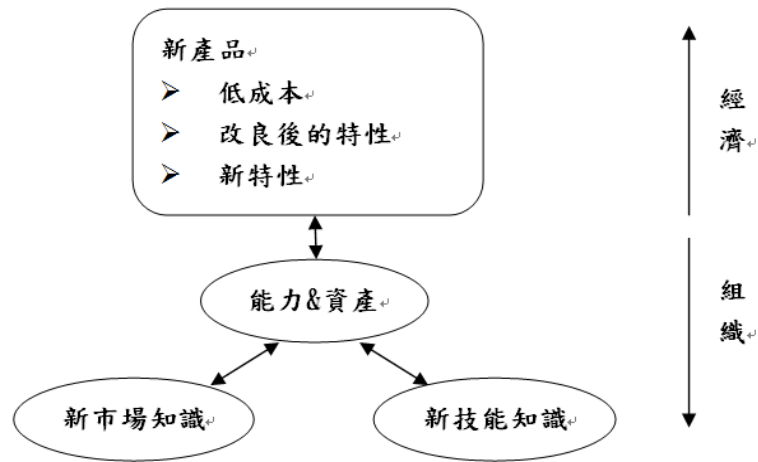 新產品
低成本
改良後的特性
新特性
經
濟
能力&資產
組
織
新市場知識
新技能知識